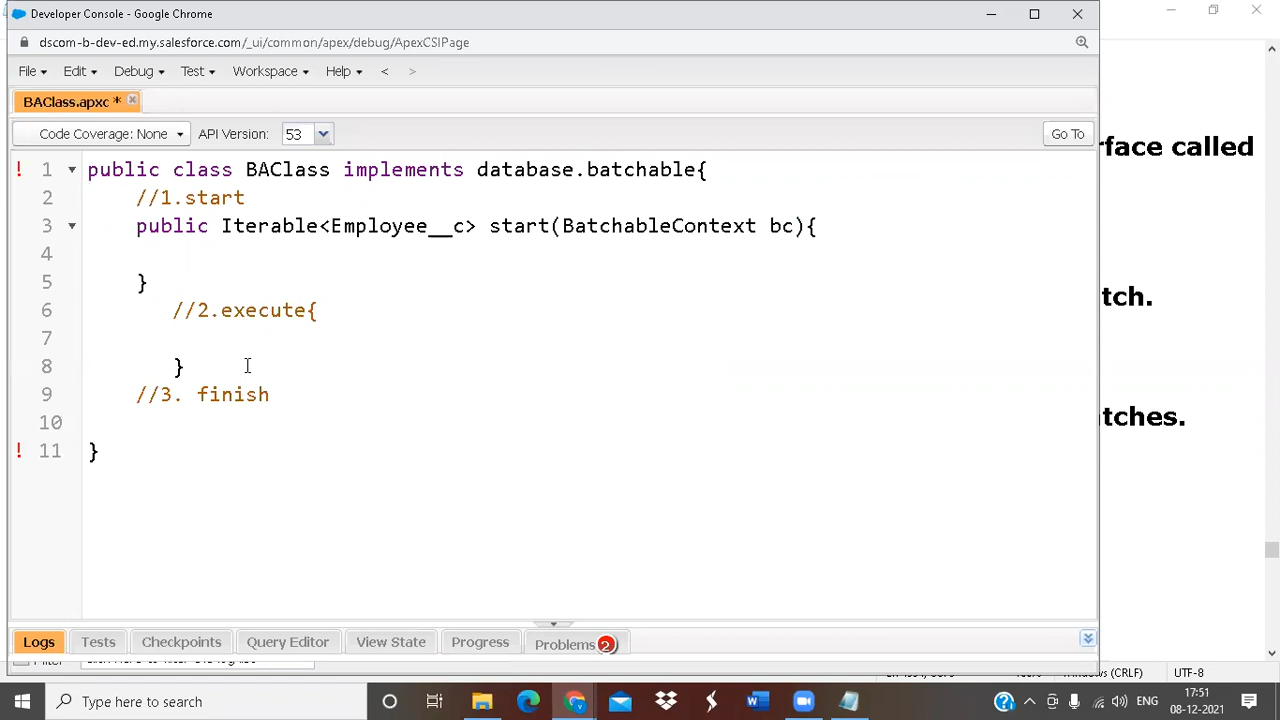 Developer Console - Google Chrome
dscom-b-dev-ed.my.salesforce.com/_ui/common/apex/debug/ApexCSIPage
File Edit Debug Test Workspace Help < >
BAClass.apxc *
Code Coverage: None API Version: 53 Go To
rface called
! 1 public class BAClass implements database.batchable{
2 //1.start
3 public Iterable<Employee__c> start(BatchableContext bc){
4
5 }
tch.
6 //2.execute{
7
8 }
9 //3. finish
tches.
10
! 11 }
Logs Tests Checkpoints Query Editor View State Progress Problems 2
Filter
(CRLF) UTF-8
Type here to search
ENG
17:51
08-12-2021